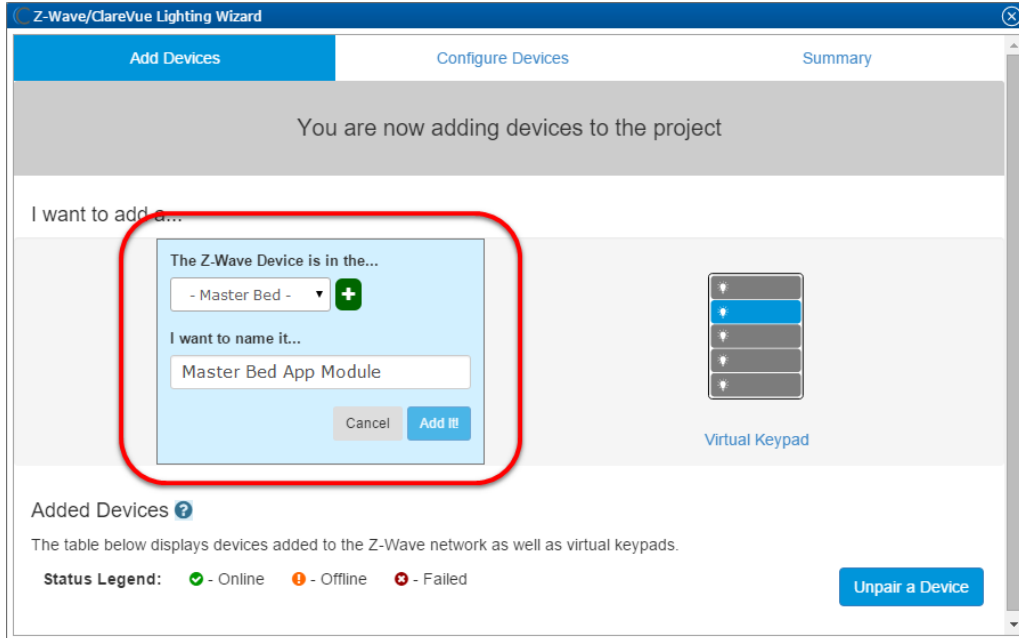 Z-Wave/ClareVue Lighting Wizard
Add Devices
Configure Devices
Summary
You are now adding devices to the project
I want to add a...
The Z-Wave Device is in the...
- Master Bed -
I want to name it...
Master Bed App Module
Cancel
Add It!
Virtual Keypad
Added Devices
The table below displays devices added to the Z-Wave network as well as virtual keypads.
Status Legend: - Online - Offline - Failed
Unpair a Device